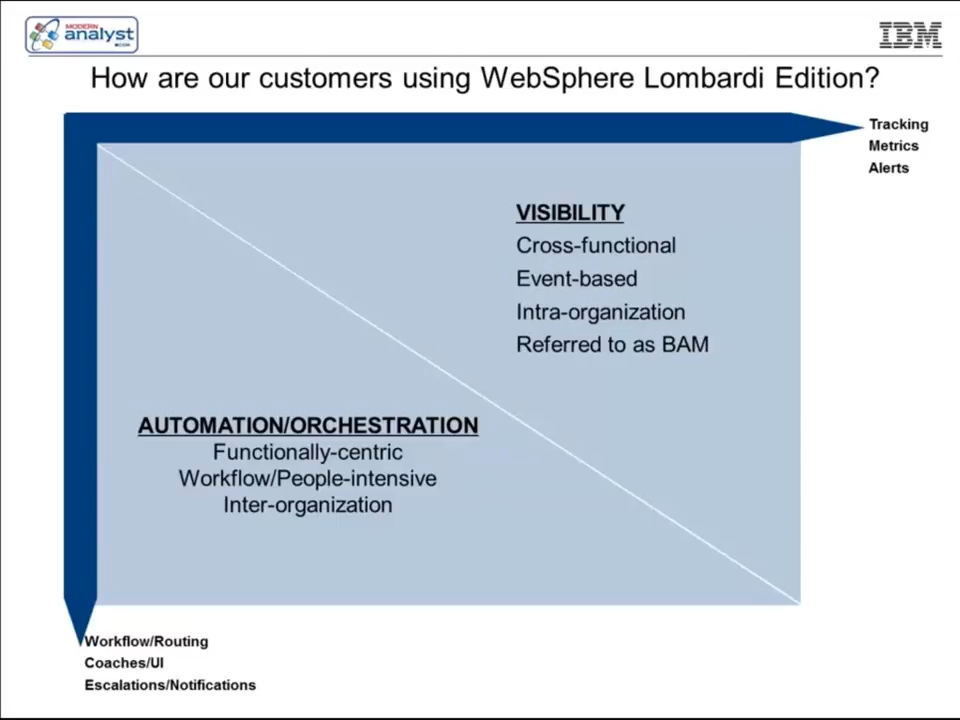 MODERN
analyst
.COM
IBM
How are our customers using WebSphere Lombardi Edition?
Tracking
Metrics
Alerts
VISIBILITY
Cross-functional
Event-based
Intra-organization
Referred to as BAM
AUTOMATION/ORCHESTRATION
Functionally-centric
Workflow/People-intensive
Inter-organization
Workflow/Routing
Coaches/UI
Escalations/Notifications